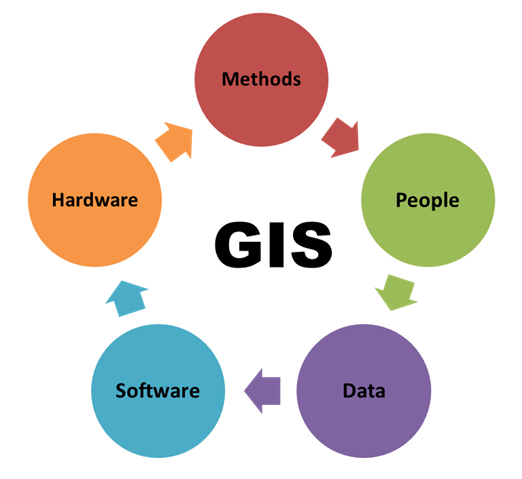 Methods
Hardware
People
GIS
Software
Data